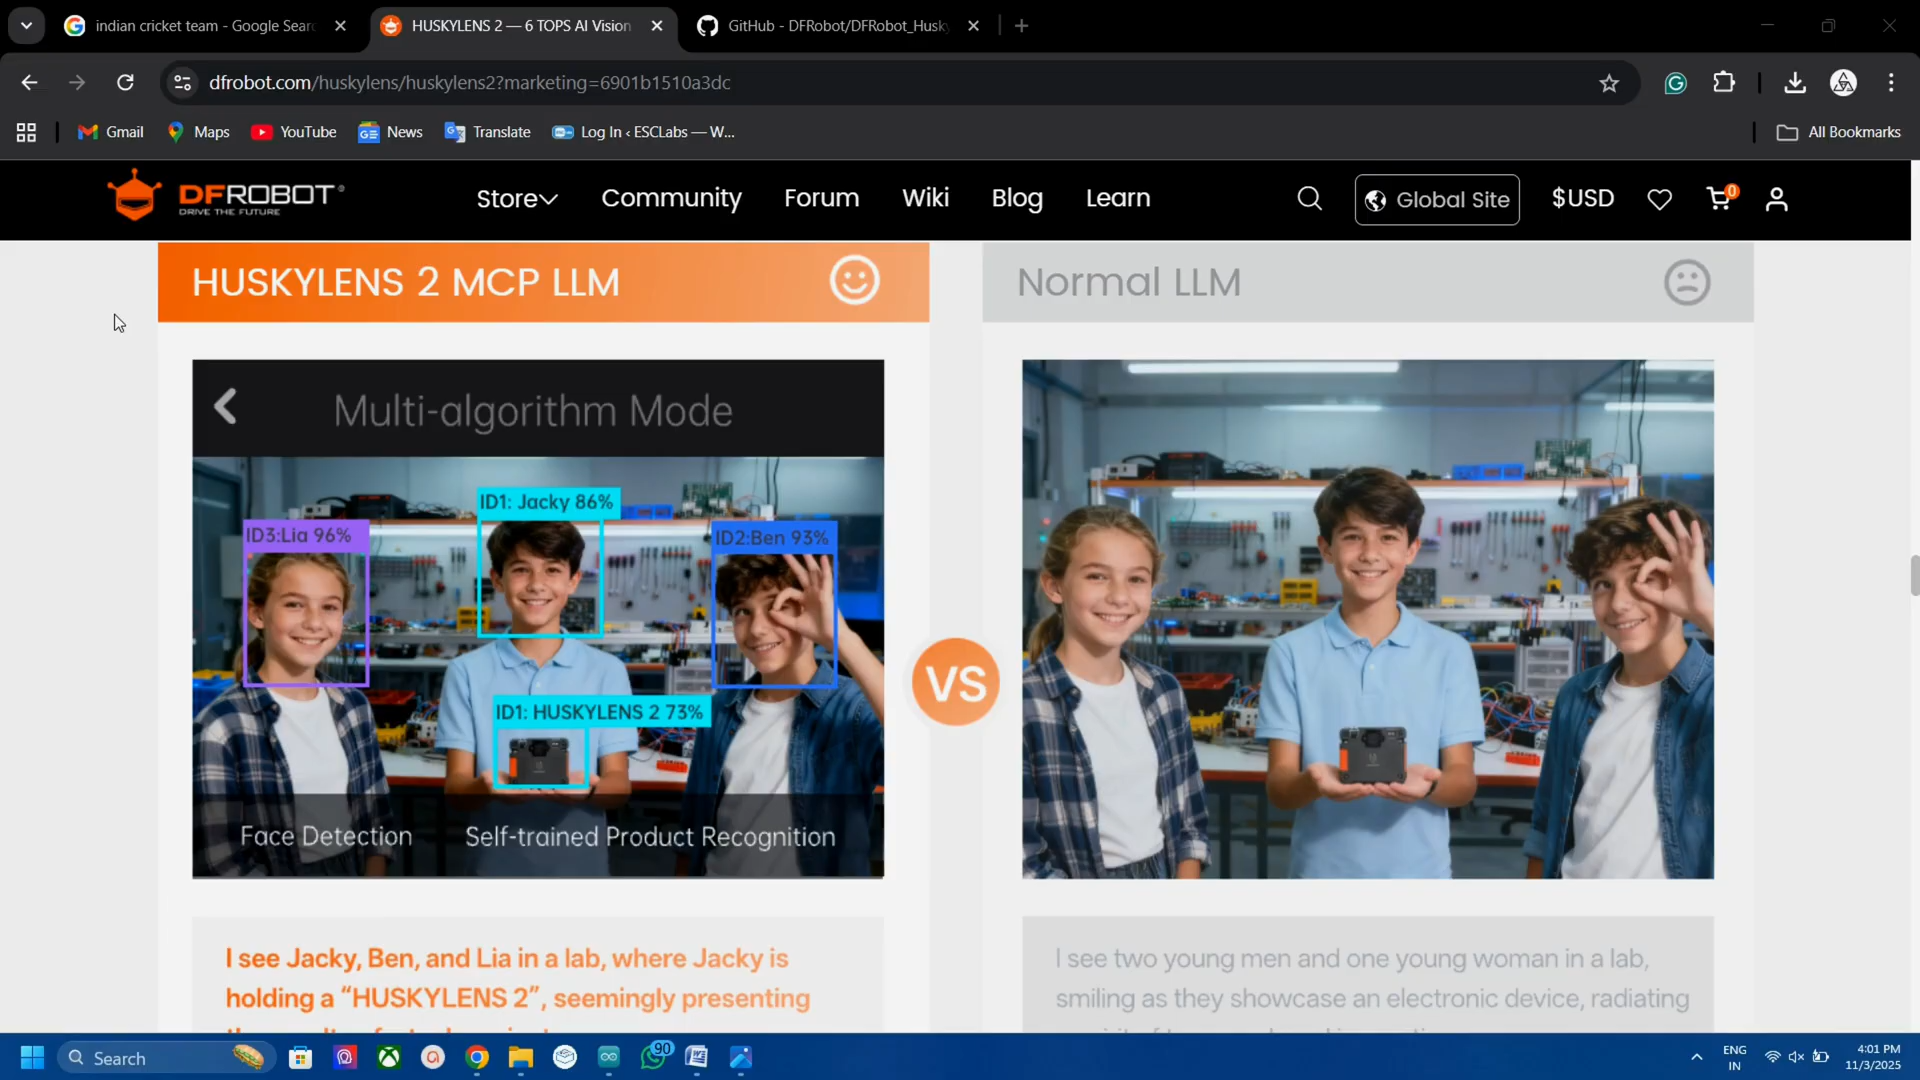 indian cricket team - Google Sear
HUSKYLENS 2 — 6 TOPS AI Vision
GitHub - DFRobot/DFRobot_Husky
dfrobot.com/huskylens/huskylens2?marketing=6901b1510a3dc
Gmail
Maps
YouTube
News
Translate
Log In ‹ ESCLabs — W...
All Bookmarks
DFROBOT
DRIVE THE FUTURE
Store
Community
Forum
Wiki
Blog
Learn
Global Site
$USD
0
HUSKYLENS 2 MCP LLM
Normal LLM
Multi-algorithm Mode
ID1: Jacky 86%
ID3:Lia 96%
ID2:Ben 93%
ID1: HUSKYLENS 2 73%
Face Detection
Self-trained Product Recognition
VS
I see Jacky, Ben, and Lia in a lab, where Jacky is
holding a “HUSKYLENS 2”, seemingly presenting
I see two young men and one young woman in a lab,
smiling as they showcase an electronic device, radiating
Search
90
ENG
IN
4:01 PM
11/3/2025